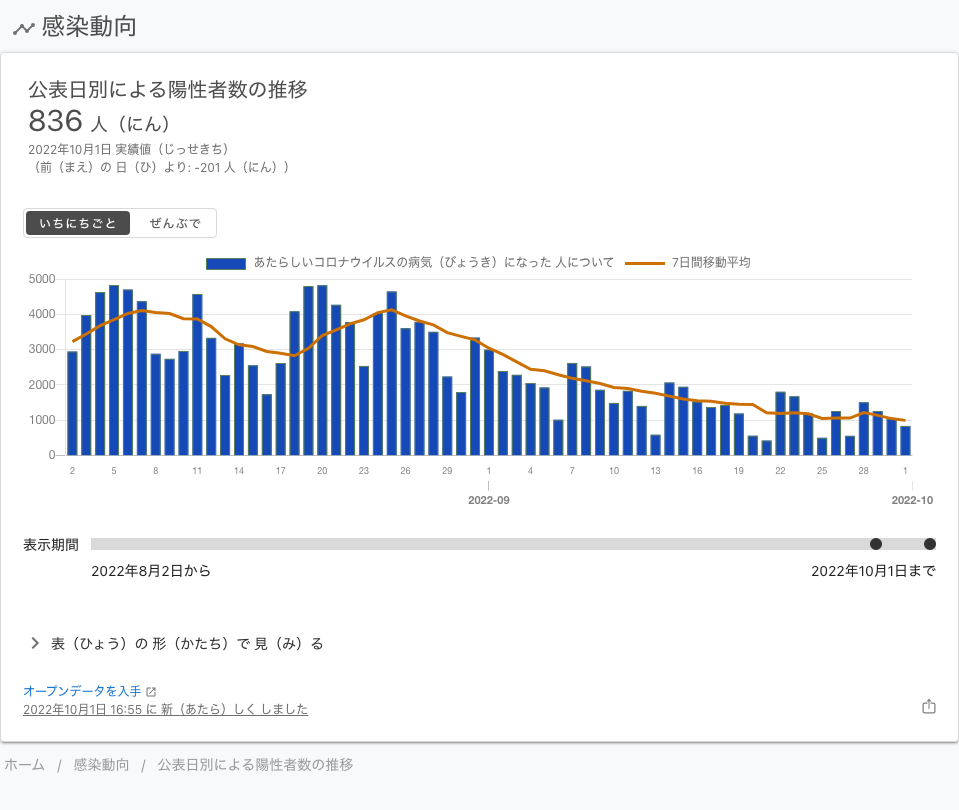 感染動向
公表日別による陽性者数の推移
836 人（にん）
2022年10月1日 実績値（じっせきち）
（前（まえ）の 日（ひ）より: -201 人（にん））
いちにちごと ぜんぶで
あたらしいコロナウイルスの病気（びょうき）になった 人について 7日間移動平均
5000
4000
3000
2000
1000
0
2 5 8 11 14 17 20 23 26 29 1 4 7 10 13 16 19 22 25 28 1
2022-09 2022-10
表示期間
2022年8月2日から 2022年10月1日まで
表（ひょう）の 形（かたち）で 見（み）る
オープンデータを入手
2022年10月1日 16:55 に 新（あたら）しく しました
ホーム / 感染動向 / 公表日別による陽性者数の推移